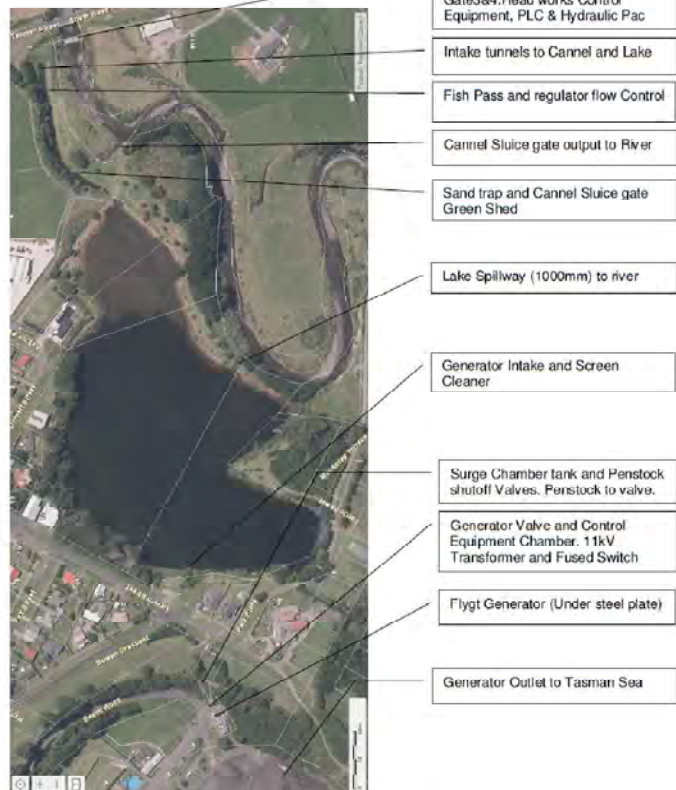 Gate3&4.Head works Control
Equipment, PLC & Hydraulic Pac
Intake tunnels to Cannel and Lake
Fish Pass and regulator flow Control
Cannel Sluice gate output to River
Sand trap and Cannel Sluice gate
Green Shed
Lake Spillway (1000mm) to river
Generator Intake and Screen
Cleaner
Surge Chamber tank and Penstock
shutoff Valves. Penstock to valve.
Generator Valve and Control
Equipment Chamber. 11kV
Transformer and Fused Switch
Flygt Generator (Under steel plate)
Generator Outlet to Tasman Sea